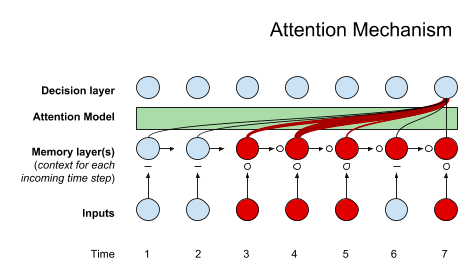 Attention Mechanism
Decision layer
Attention Model
Memory layer(s)
(context for each
incoming time step)
Inputs
Time 1 2 3 4 5 6 7